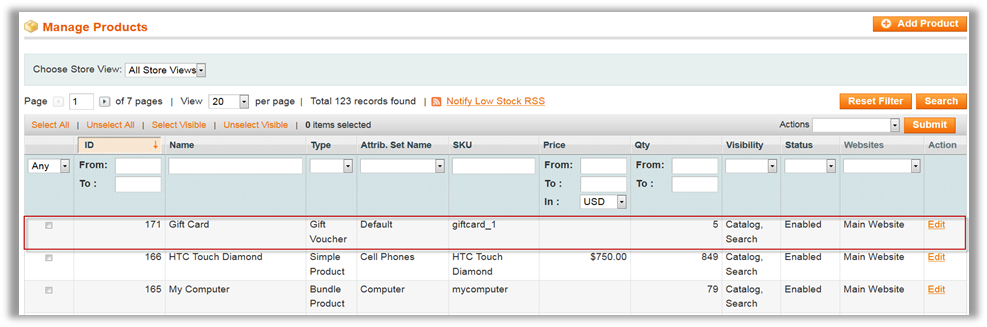 Manage Products
Add Product
Choose Store View: All Store Views
Page 1 of 7 pages | View 20 per page | Total 123 records found | Notify Low Stock RSS
Reset Filter Search
Select All | Unselect All | Select Visible | Unselect Visible | 0 items selected
Actions Submit
ID Name Type Attrib. Set Name SKU Price Qty Visibility Status Websites Action
Any From: From: From:
To : To : To :
In : USD
171 Gift Card Gift Default giftcard_1 5 Catalog, Enabled Main Website Edit
Voucher Search
166 HTC Touch Diamond Simple Cell Phones HTC Touch $750.00 849 Catalog, Enabled Main Website Edit
Product Diamond Search
165 My Computer Bundle Computer mycomputer 79 Catalog, Enabled Main Website Edit
Product Search